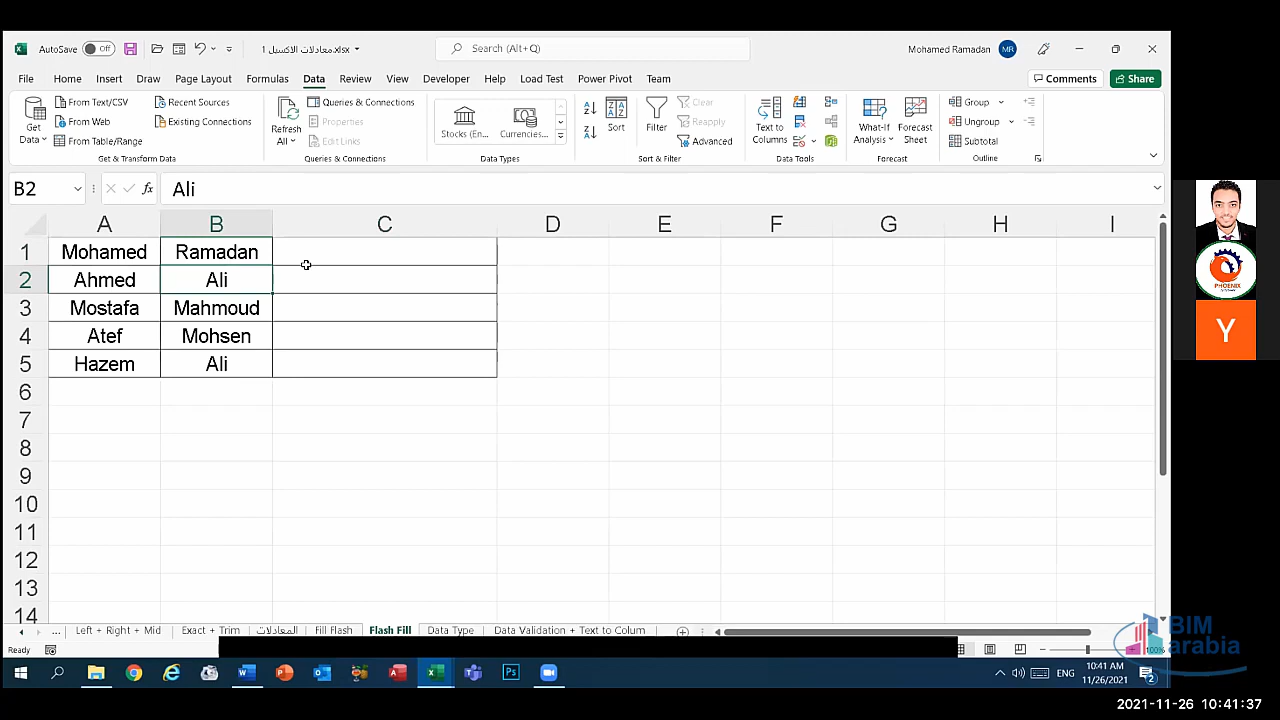 AutoSave Off معادلات الاكسيل 1.xlsx Search (Alt+Q) Mohamed Ramadan MR
File Home Insert Draw Page Layout Formulas Data Review View Developer Help Load Test Power Pivot Team Comments Share
Get Data
From Text/CSV
From Web
From Table/Range
Recent Sources
Existing Connections
Get & Transform Data
Refresh All
Queries & Connections
Properties
Edit Links
Queries & Connections
Stocks (En... Currencies...
Data Types
Sort
Filter
Clear
Reapply
Advanced
Sort & Filter
Text to Columns
Data Tools
What-If Analysis
Forecast Sheet
Forecast
Group
Ungroup
Subtotal
Outline
B2 fx Ali
A B C D E F G H I
1 Mohamed Ramadan
2 Ahmed Ali
3 Mostafa Mahmoud
4 Atef Mohsen
5 Hazem Ali
6
7
8
9
10
11
12
13
14
... Left + Right + Mid Exact + Trim المعادلات Fill Flash Flash Fill Data Type Data Validation + Text to Colum
Ready 100%
ENG 10:41 AM
11/26/2021
2
PHOENIX
Y
BIM
arabia
2021-11-26 10:41:37